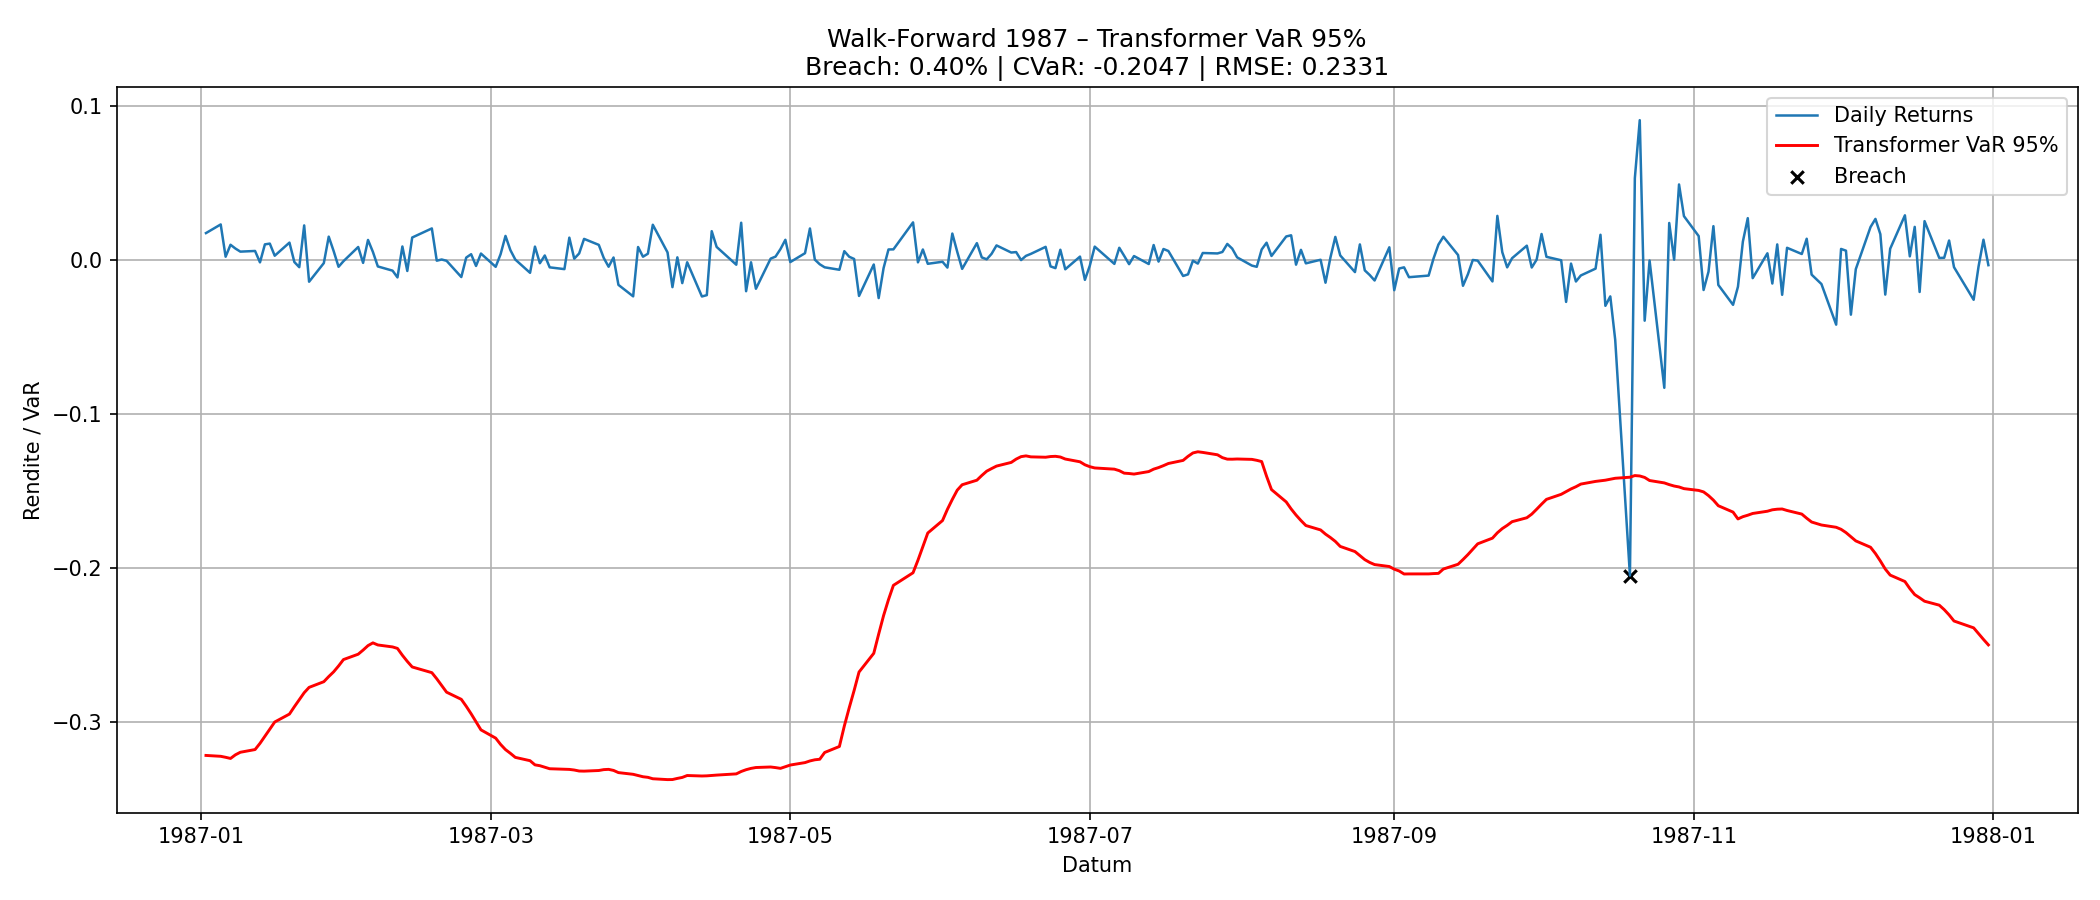 Walk-Forward 1987 – Transformer VaR 95%
Breach: 0.40% | CVaR: -0.2047 | RMSE: 0.2331
Daily Returns
Transformer VaR 95%
Breach
Rendite / VaR
0.1
0.0
−0.1
−0.2
−0.3
1987-01
1987-03
1987-05
1987-07
1987-09
1987-11
1988-01
Datum